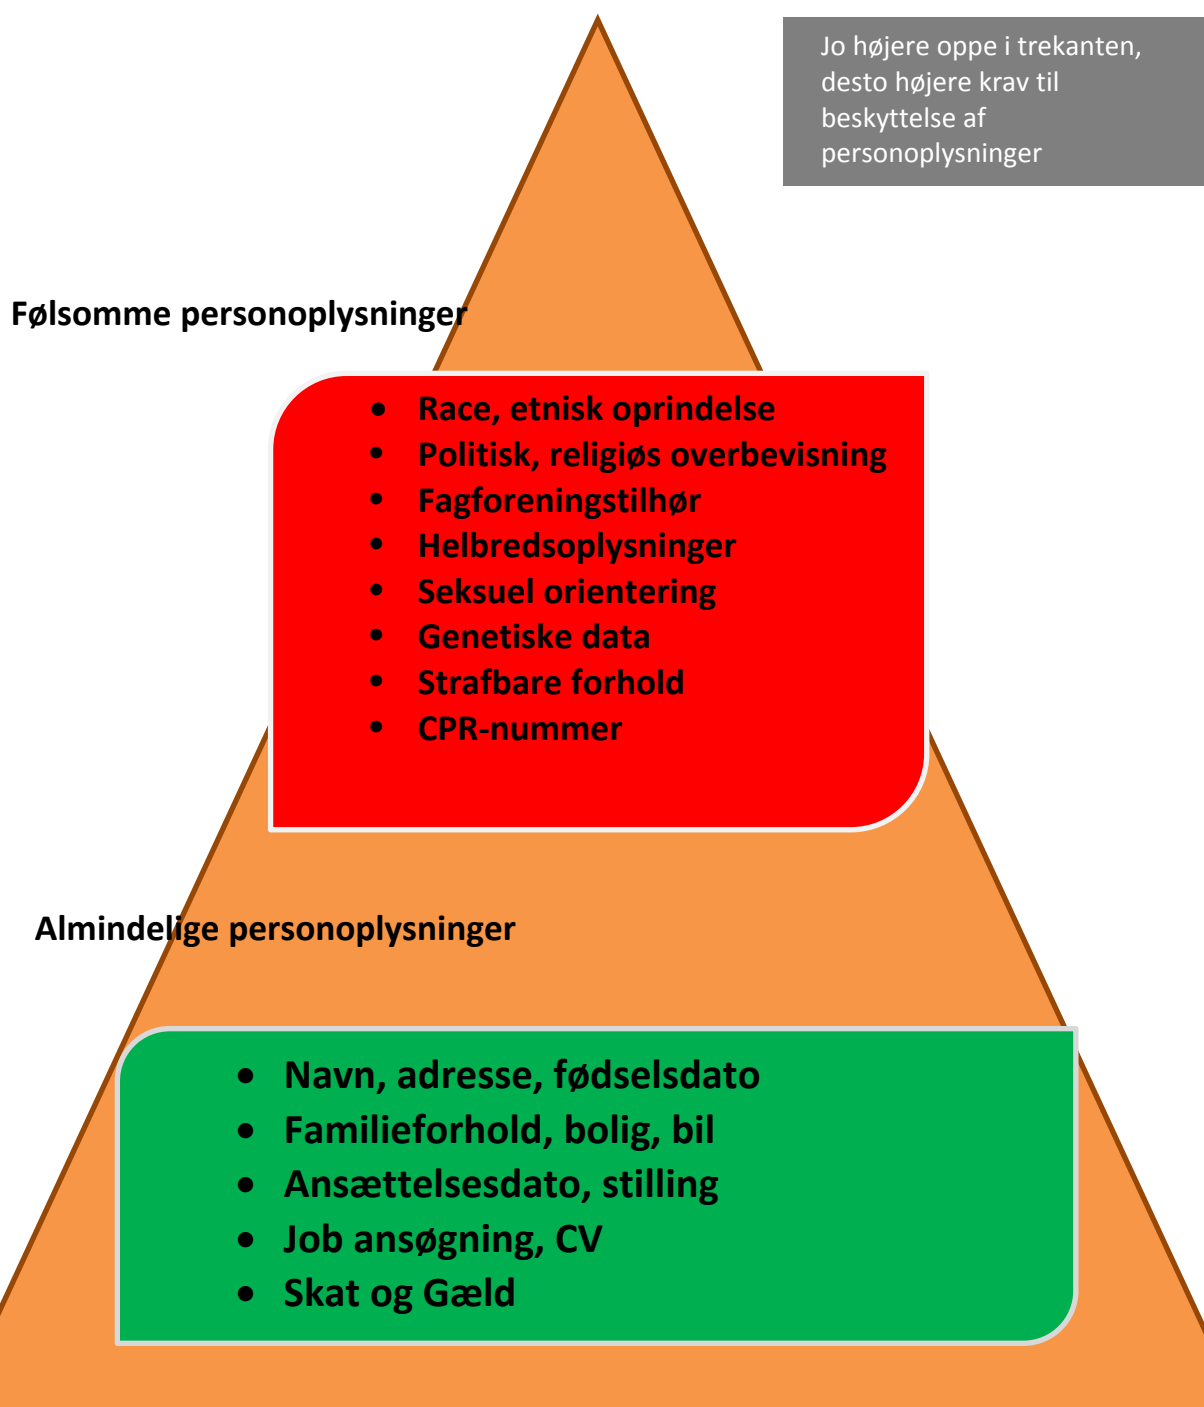 Jo højere oppe i trekanten,
desto højere krav til
beskyttelse af
personoplysninger
Følsomme personoplysninger
• Race, etnisk oprindelse
• Politisk, religiøs overbevisning
• Fagforeningstilhør
• Helbredsoplysninger
• Seksuel orientering
• Genetiske data
• Strafbare forhold
• CPR-nummer
Almindelige personoplysninger
• Navn, adresse, fødselsdato
• Familieforhold, bolig, bil
• Ansættelsesdato, stilling
• Job ansøgning, CV
• Skat og Gæld